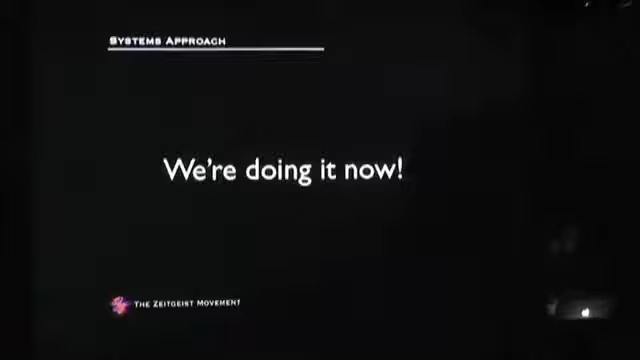 SYSTEMS APPROACH
We're doing it now!
THE ZEITGEIST MOVEMENT